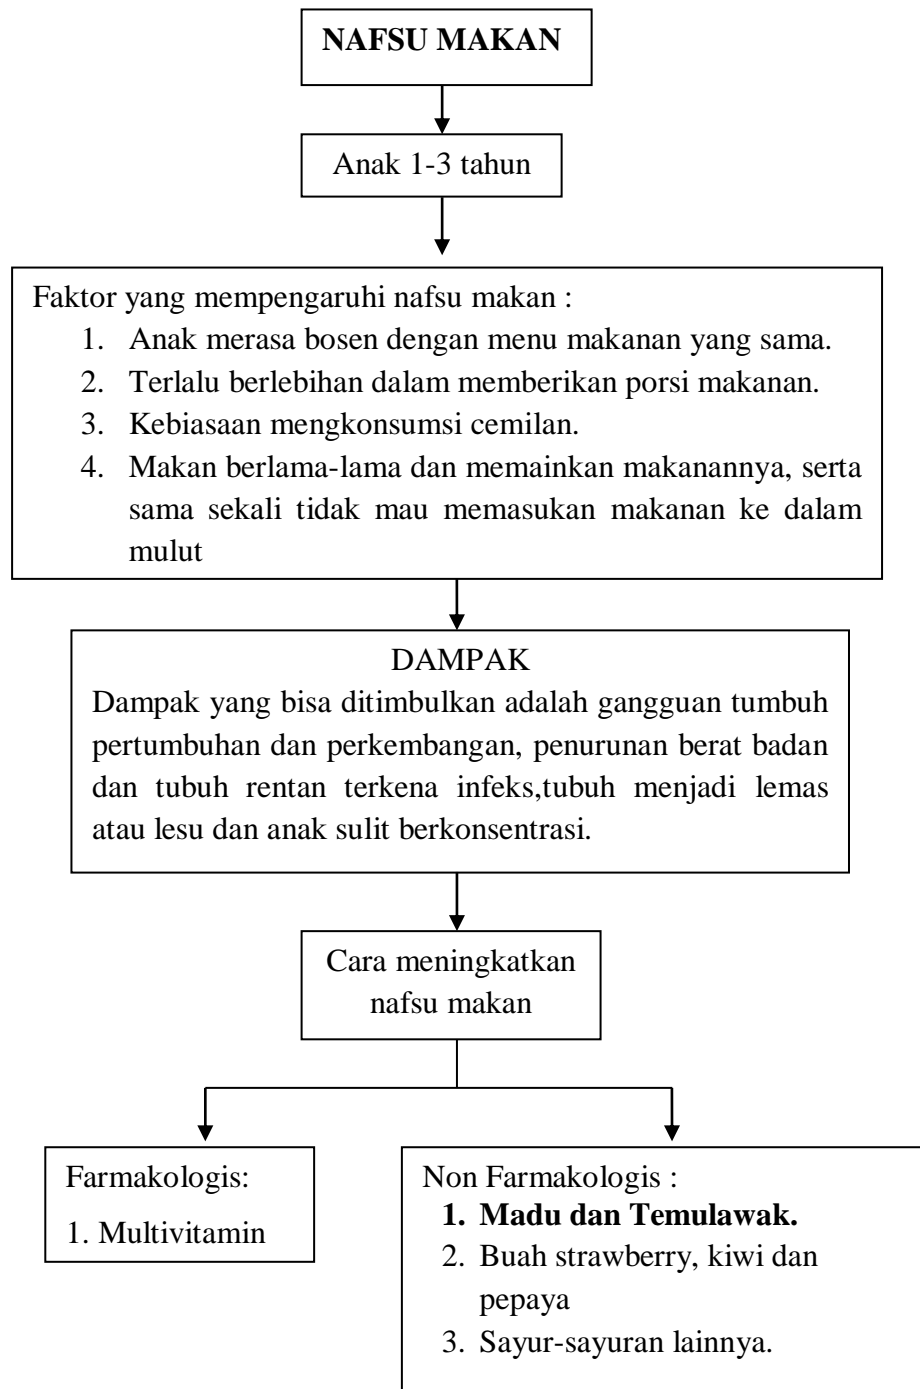 NAFSU MAKAN
Anak 1-3 tahun
Faktor yang mempengaruhi nafsu makan :
1. Anak merasa bosen dengan menu makanan yang sama.
2. Terlalu berlebihan dalam memberikan porsi makanan.
3. Kebiasaan mengkonsumsi cemilan.
4. Makan berlama-lama dan memainkan makanannya, serta
sama sekali tidak mau memasukan makanan ke dalam
mulut
DAMPAK
Dampak yang bisa ditimbulkan adalah gangguan tumbuh
pertumbuhan dan perkembangan, penurunan berat badan
dan tubuh rentan terkena infeks,tubuh menjadi lemas
atau lesu dan anak sulit berkonsentrasi.
Cara meningkatkan
nafsu makan
Farmakologis:
1. Multivitamin
Non Farmakologis :
1. Madu dan Temulawak.
2. Buah strawberry, kiwi dan
pepaya
3. Sayur-sayuran lainnya.